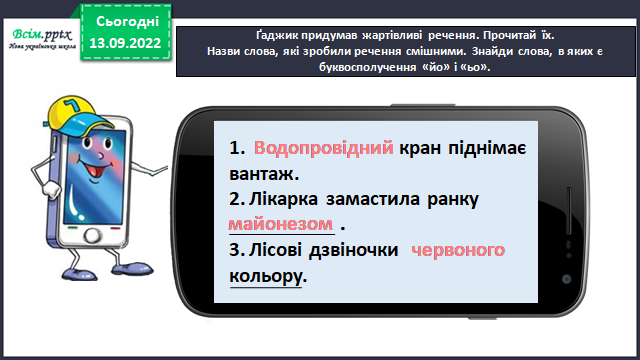 Всім.pptx
Нова українська школа
Сьогодні
13.09.2022
Ґаджик придумав жартівливі речення. Прочитай їх.
Назви слова, які зробили речення смішними. Знайди слова, в яких є
буквосполучення «йо» і «ьо».
1. Водопровідний кран піднімає
вантаж.
2. Лікарка замастила ранку
майонезом .
3. Лісові дзвіночки червоного
кольору.